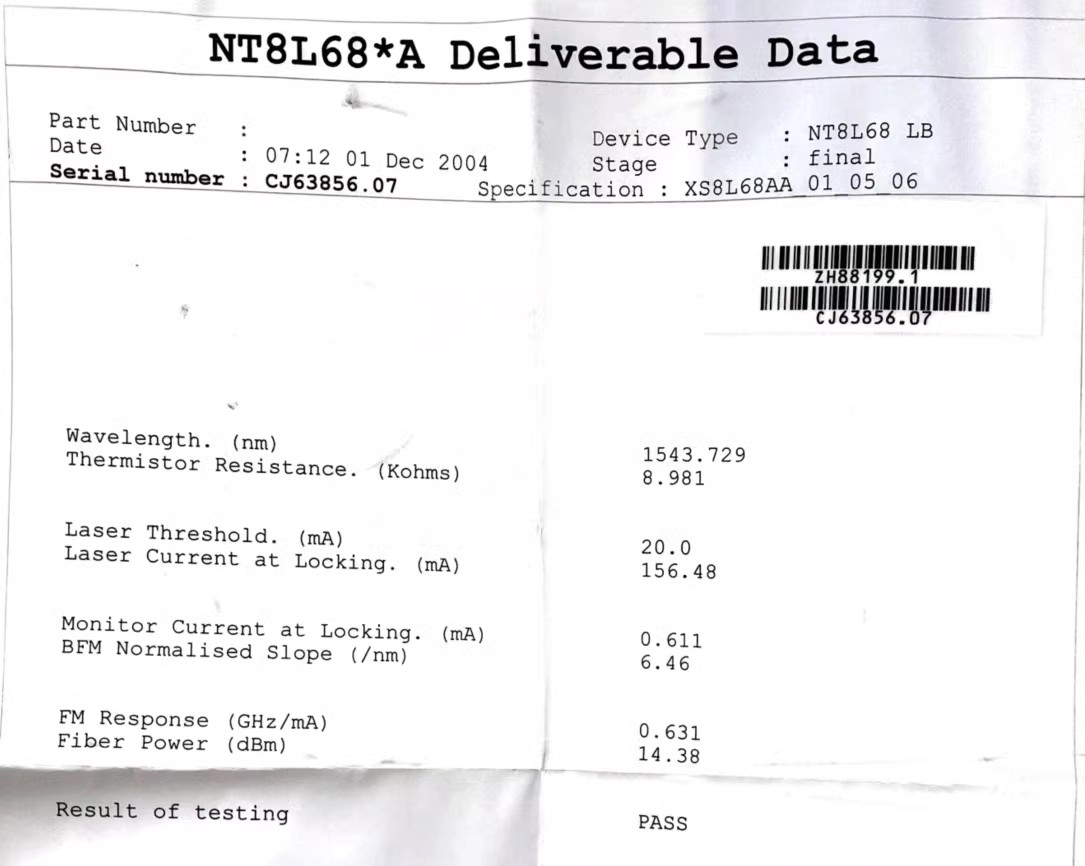 NT8L68*A Deliverable Data
Part Number :
Date : 07:12 01 Dec 2004
Serial number : CJ63856.07
Device Type : NT8L68 LB
Stage : final
Specification : XS8L68AA 01_05_06
ZH88199.1
CJ63856.07
Wavelength. (nm) 1543.729
Thermistor Resistance. (Kohms) 8.981
Laser Threshold. (mA) 20.0
Laser Current at Locking. (mA) 156.48
Monitor Current at Locking. (mA) 0.611
BFM Normalised Slope (/nm) 6.46
FM Response (GHz/mA) 0.631
Fiber Power (dBm) 14.38
Result of testing PASS